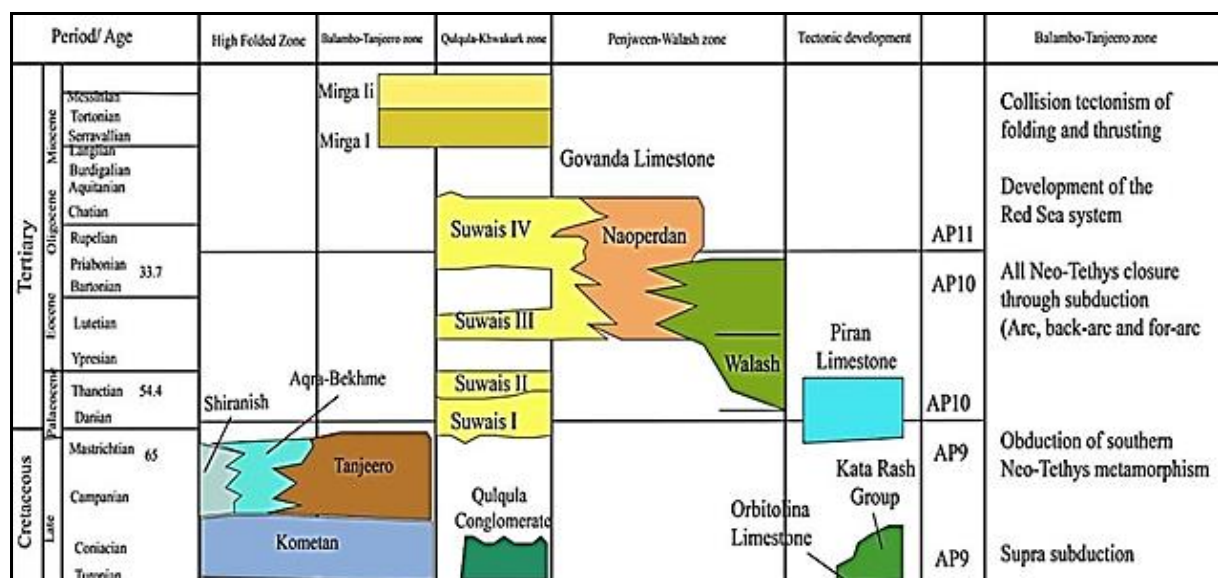 Period/ Age
High Folded Zone
Balambo-Tanjeero zone
Qulqula-Khwakurk zone
Penjween-Walash zone
Tectonic development
Balambo-Tanjeero zone
Tertiary
Cretaceous
Miocene
Oligocene
Eocene
Palaeocene
Late
Messinian
Tortonian
Serravallian
Langlian
Burdigalian
Aquitanian
Chatian
Rupelian
Priabonian 33.7
Bartonian
Lutetian
Ypresian
Thanctian 54.4
Danian
Mastrichtian 65
Campanian
Coniacian
Turonian
Mirga Ii
Mirga I
Govanda Limestone
Suwais IV
Naoperdan
Suwais III
Walash
Suwais II
Suwais I
Piran
Limestone
Shiranish
Aqra-Bekhme
Tanjeero
Kometan
Qulqula
Conglomerate
Kata Rash
Group
Orbitolina
Limestone
AP11
AP10
AP10
AP9
AP9
Collision tectonism of
folding and thrusting
Development of the
Red Sea system
All Neo-Tethys closure
through subduction
(Arc, back-arc and for-arc
Obduction of southern
Neo-Tethys metamorphism
Supra subduction